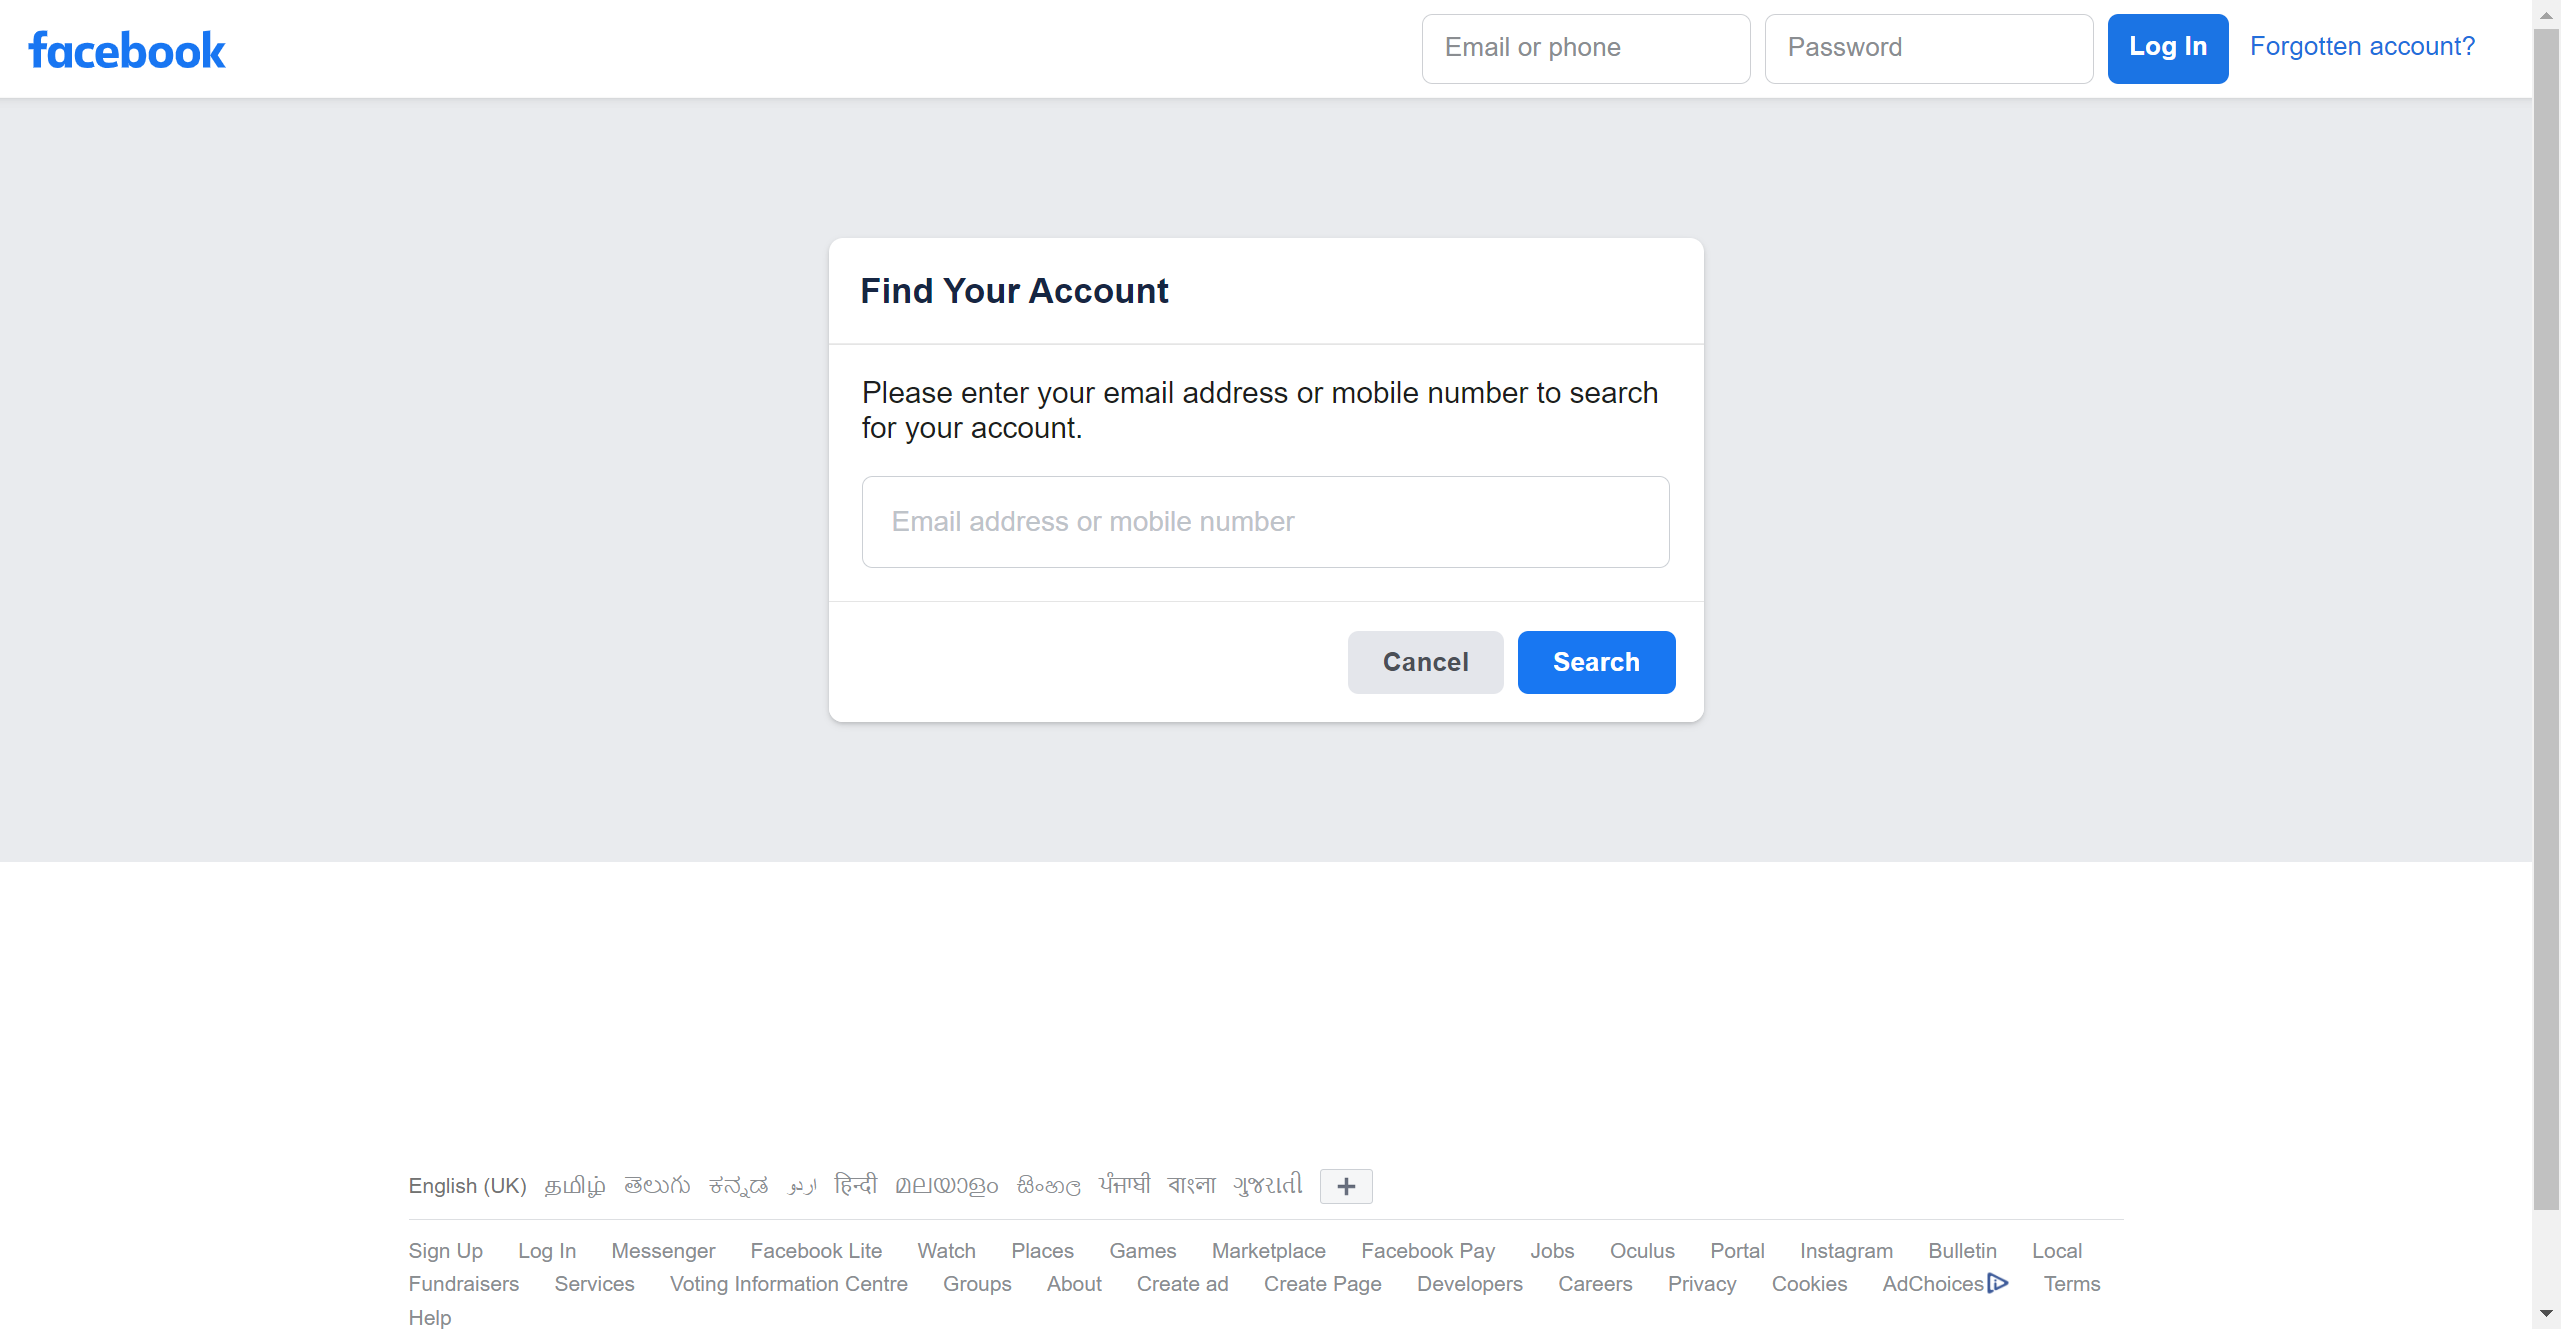 facebook
Email or phone Password Log In Forgotten account?
Find Your Account
Please enter your email address or mobile number to search
for your account.
Email address or mobile number
Cancel Search
English (UK) தமிழ் తెలుగు ಕನ್ನಡ اردو हिन्दी മലയാളം සිංහල ਪੰਜਾਬੀ বাংলা ગુજરાતી
Sign Up Log In Messenger Facebook Lite Watch Places Games Marketplace Facebook Pay Jobs Oculus Portal Instagram Bulletin Local
Fundraisers Services Voting Information Centre Groups About Create ad Create Page Developers Careers Privacy Cookies AdChoices Terms
Help